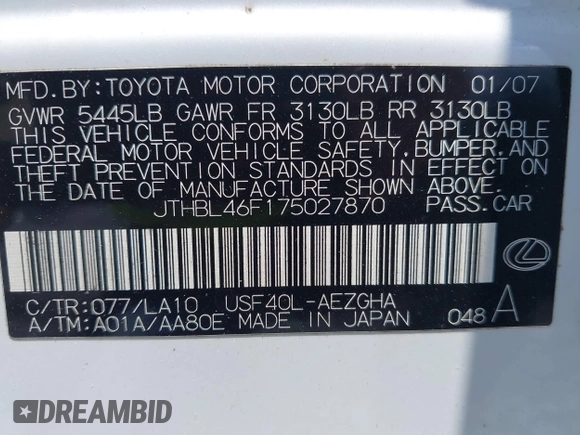 MFD.BY:TOYOTA MOTOR CORPORATION 01/07
GVWR 5445LB GAWR FR 3130LB RR 3130LB
THIS VEHICLE CONFORMS TO ALL APPLICABLE
FEDERAL MOTOR VEHICLE SAFETY,BUMPER,AND
THEFT PREVENTION STANDARDS IN EFFECT ON
THE DATE OF MANUFACTURE SHOWN ABOVE.
JTHBL46F175027870 PASS.CAR
C/TR:077/LA10 USF40L-AEZGHA
A/TM:A01A/AA80E MADE IN JAPAN 048 A
DREAMBID